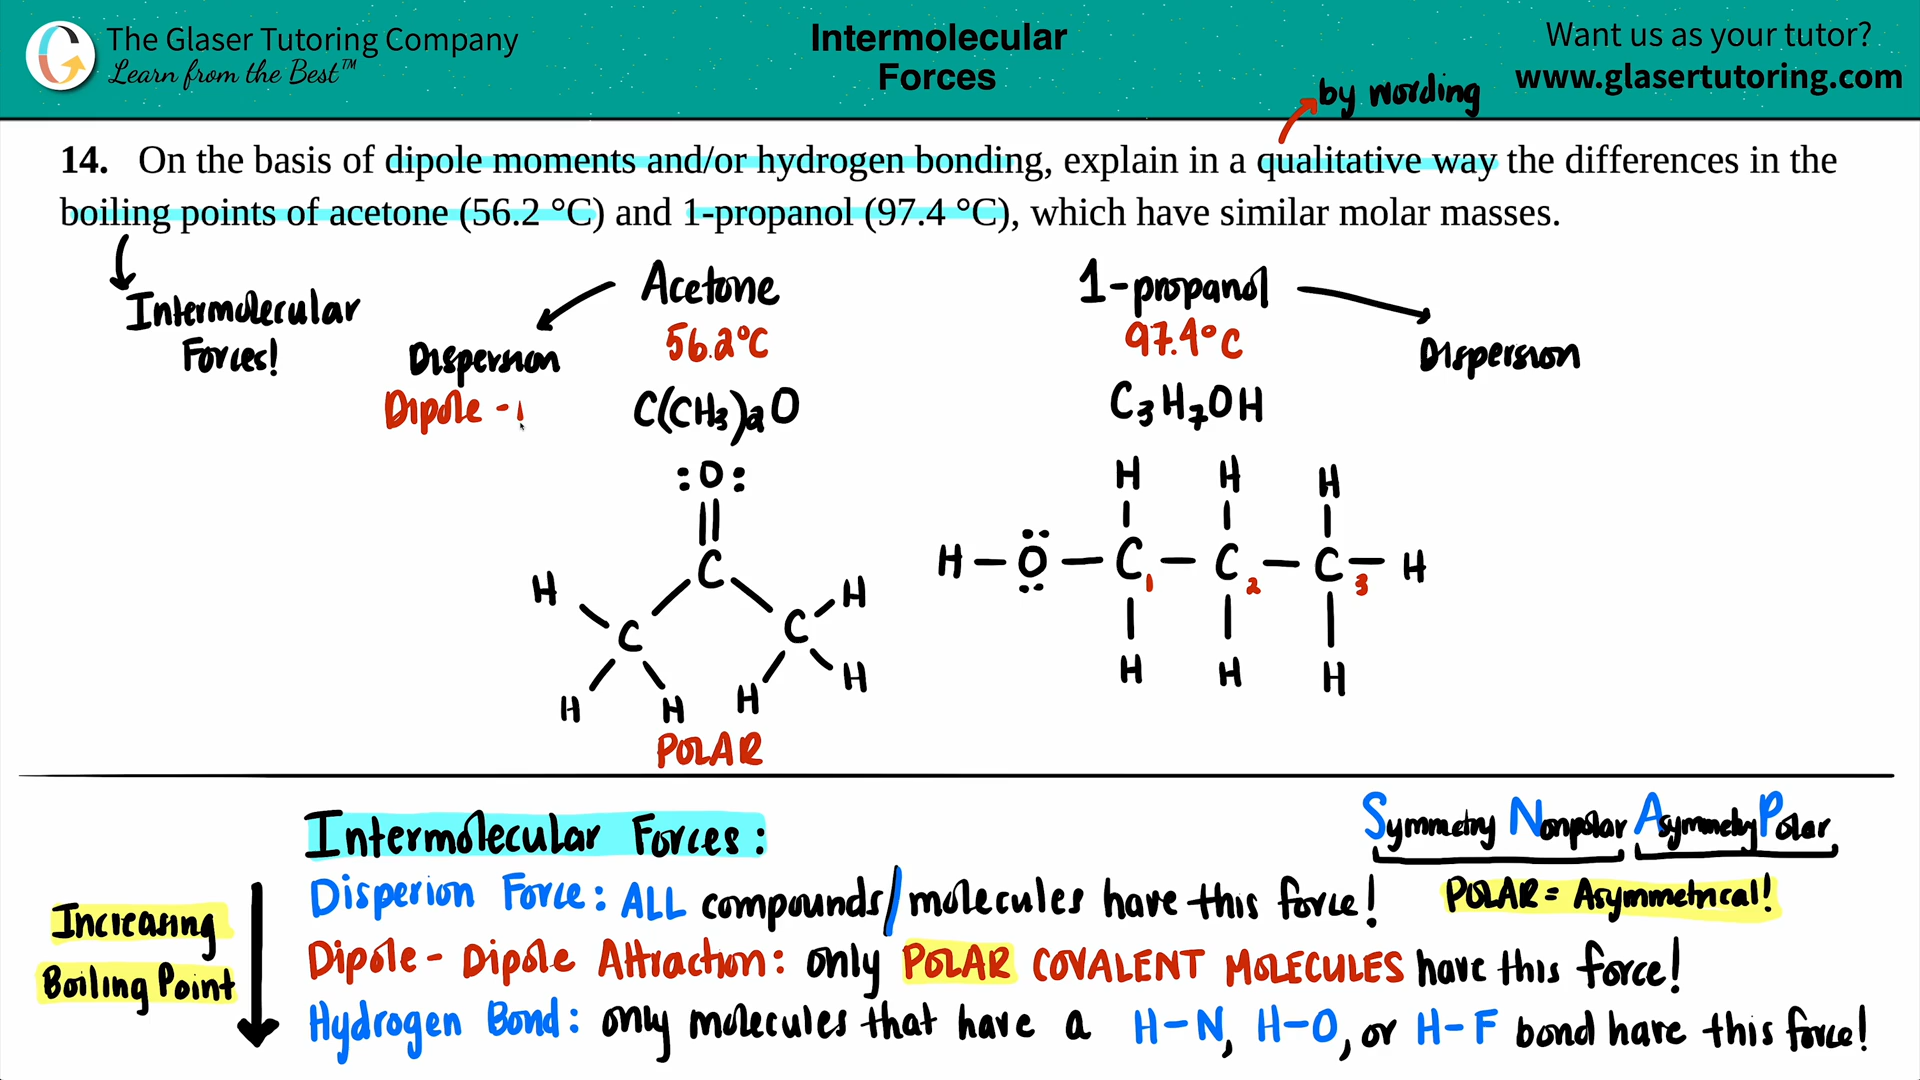 The Glaser Tutoring Company
Learn from the Best™
Intermolecular
Forces
Want us as your tutor?
www.glasertutoring.com
by wording
14. On the basis of dipole moments and/or hydrogen bonding, explain in a qualitative way the differences in the
boiling points of acetone (56.2 °C) and 1-propanol (97.4 °C), which have similar molar masses.
Intermolecular
Forces!
Acetone
56.2°C
Dispersion
Dipole -
C(CH₃)₂O
:O:
C
H C C H
H H H H
POLAR
1-propanol
97.4°C
Dispersion
C₃H₇OH
H H H
H - O - C₁ - C₂ - C₃ - H
H H H
Intermolecular Forces:
Symmetry Nonpolar Asymmetry Polar
POLAR = Asymmetrical!
Increasing
Boiling Point
Disperion Force: ALL compounds/molecules have this force!
Dipole - Dipole Attraction: only POLAR COVALENT MOLECULES have this force!
Hydrogen Bond: only molecules that have a H-N, H-O, or H-F bond have this force!